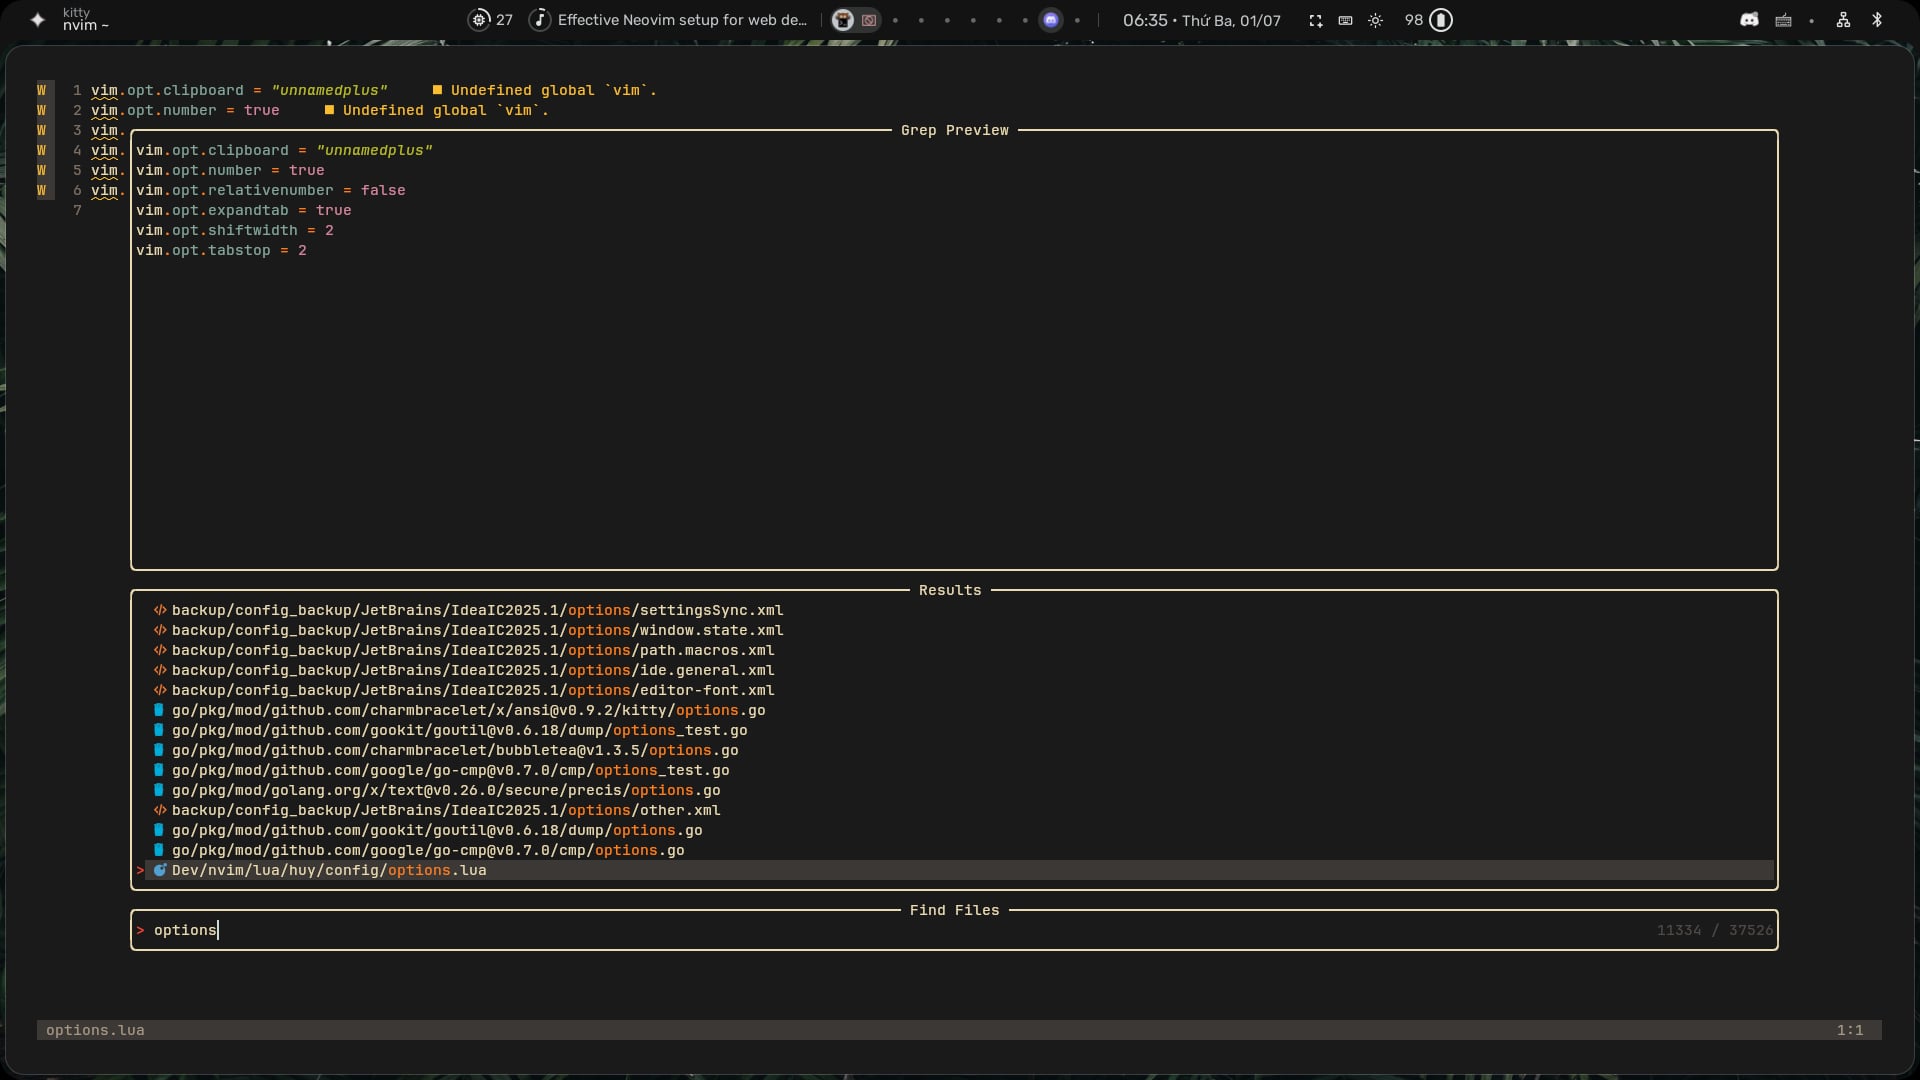 kitty
nvim ~
27
Effective Neovim setup for web de…
06:35 • Thứ Ba, 01/07
98
W 1 vim.opt.clipboard = "unnamedplus" ■ Undefined global `vim`.
W 2 vim.opt.number = true ■ Undefined global `vim`.
W 3 vim.
W 4 vim.
W 5 vim.
W 6 vim.
7
Grep Preview
vim.opt.clipboard = "unnamedplus"
vim.opt.number = true
vim.opt.relativenumber = false
vim.opt.expandtab = true
vim.opt.shiftwidth = 2
vim.opt.tabstop = 2
Results
backup/config_backup/JetBrains/IdeaIC2025.1/options/settingsSync.xml
backup/config_backup/JetBrains/IdeaIC2025.1/options/window.state.xml
backup/config_backup/JetBrains/IdeaIC2025.1/options/path.macros.xml
backup/config_backup/JetBrains/IdeaIC2025.1/options/ide.general.xml
backup/config_backup/JetBrains/IdeaIC2025.1/options/editor-font.xml
go/pkg/mod/github.com/charmbracelet/x/ansi@v0.9.2/kitty/options.go
go/pkg/mod/github.com/gookit/goutil@v0.6.18/dump/options_test.go
go/pkg/mod/github.com/charmbracelet/bubbletea@v1.3.5/options.go
go/pkg/mod/github.com/google/go-cmp@v0.7.0/cmp/options_test.go
go/pkg/mod/golang.org/x/text@v0.26.0/secure/precis/options.go
backup/config_backup/JetBrains/IdeaIC2025.1/options/other.xml
go/pkg/mod/github.com/gookit/goutil@v0.6.18/dump/options.go
go/pkg/mod/github.com/google/go-cmp@v0.7.0/cmp/options.go
> Dev/nvim/lua/huy/config/options.lua
Find Files
> options 11334 / 37526
options.lua 1:1